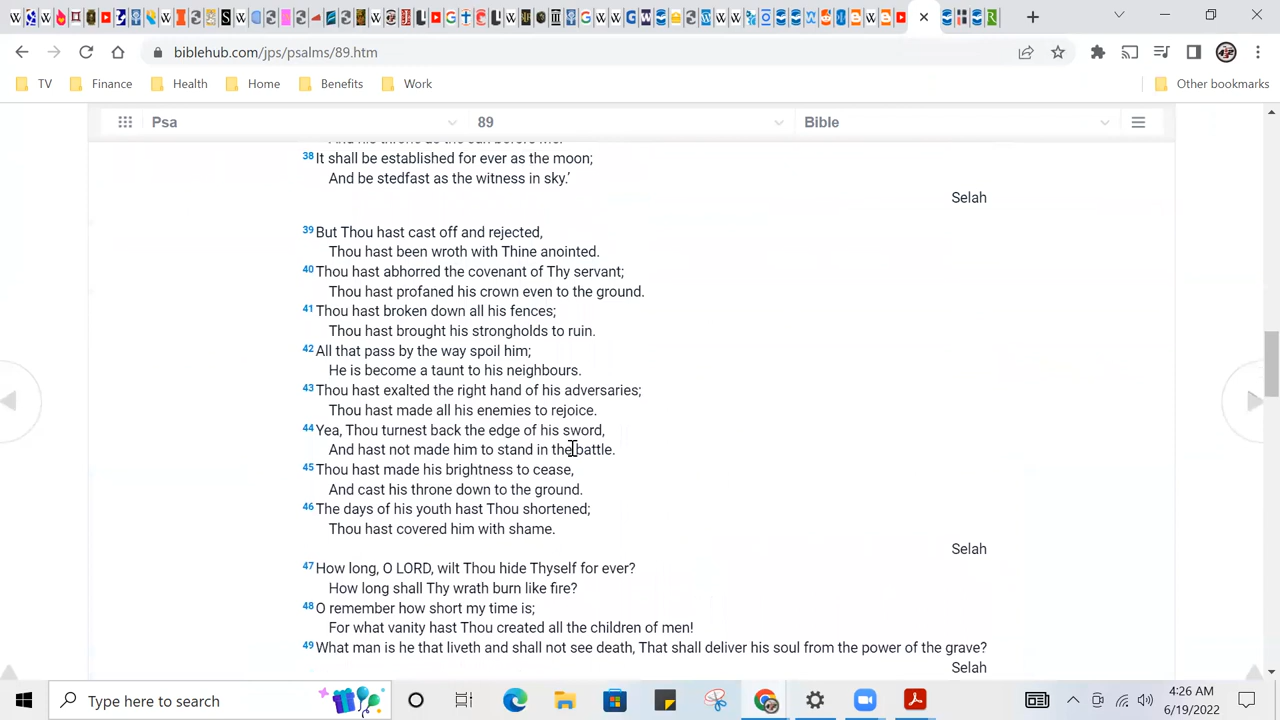 biblehub.com/jps/psalms/89.htm
TV Finance Health Home Benefits Work Other bookmarks
Psa 89 Bible
38 It shall be established for ever as the moon;
And be stedfast as the witness in sky.’
Selah
39 But Thou hast cast off and rejected,
Thou hast been wroth with Thine anointed.
40 Thou hast abhorred the covenant of Thy servant;
Thou hast profaned his crown even to the ground.
41 Thou hast broken down all his fences;
Thou hast brought his strongholds to ruin.
42 All that pass by the way spoil him;
He is become a taunt to his neighbours.
43 Thou hast exalted the right hand of his adversaries;
Thou hast made all his enemies to rejoice.
44 Yea, Thou turnest back the edge of his sword,
And hast not made him to stand in the battle.
45 Thou hast made his brightness to cease,
And cast his throne down to the ground.
46 The days of his youth hast Thou shortened;
Thou hast covered him with shame.
Selah
47 How long, O LORD, wilt Thou hide Thyself for ever?
How long shall Thy wrath burn like fire?
48 O remember how short my time is;
For what vanity hast Thou created all the children of men!
49 What man is he that liveth and shall not see death, That shall deliver his soul from the power of the grave?
Selah
Type here to search
4:26 AM
6/19/2022